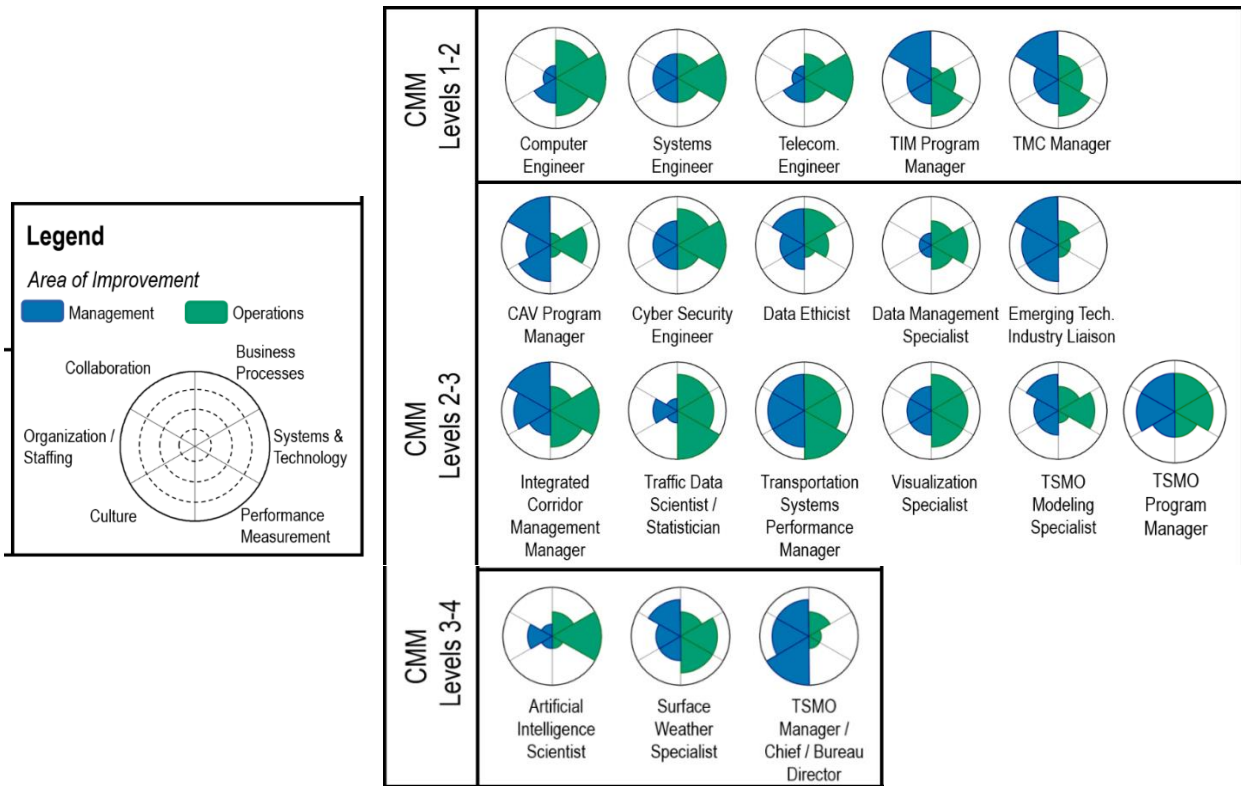 Legend
Area of Improvement
Management
Operations
Collaboration
Business
Processes
Organization /
Staffing
Systems &
Technology
Culture
Performance
Measurement
CMM
Levels 1-2
Computer
Engineer
Systems
Engineer
Telecom.
Engineer
TIM Program
Manager
TMC Manager
CMM
Levels 2-3
CAV Program
Manager
Cyber Security
Engineer
Data Ethicist
Data Management
Specialist
Emerging Tech.
Industry Liaison
Integrated
Corridor
Management
Manager
Traffic Data
Scientist /
Statistician
Transportation
Systems
Performance
Manager
Visualization
Specialist
TSMO
Modeling
Specialist
TSMO
Program
Manager
CMM
Levels 3-4
Artificial
Intelligence
Scientist
Surface
Weather
Specialist
TSMO
Manager /
Chief / Bureau
Director